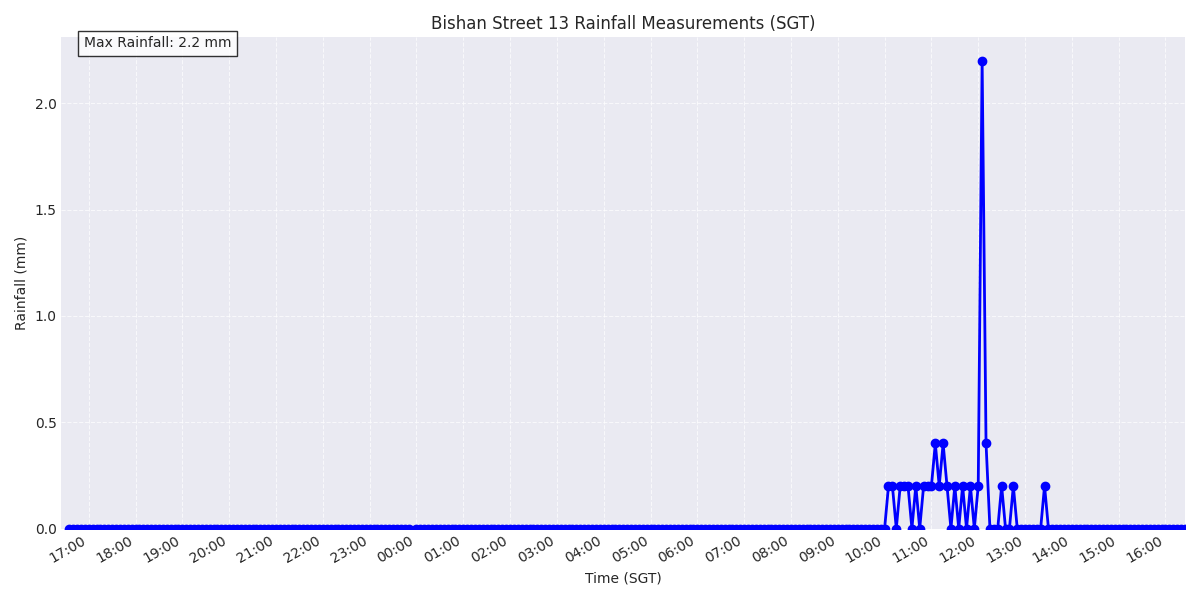 Bishan Street 13 Rainfall Measurements (SGT)
Max Rainfall: 2.2 mm
Rainfall (mm)
2.0
1.5
1.0
0.5
0.0
17:00 18:00 19:00 20:00 21:00 22:00 23:00 00:00 01:00 02:00 03:00 04:00 05:00 06:00 07:00 08:00 09:00 10:00 11:00 12:00 13:00 14:00 15:00 16:00
Time (SGT)